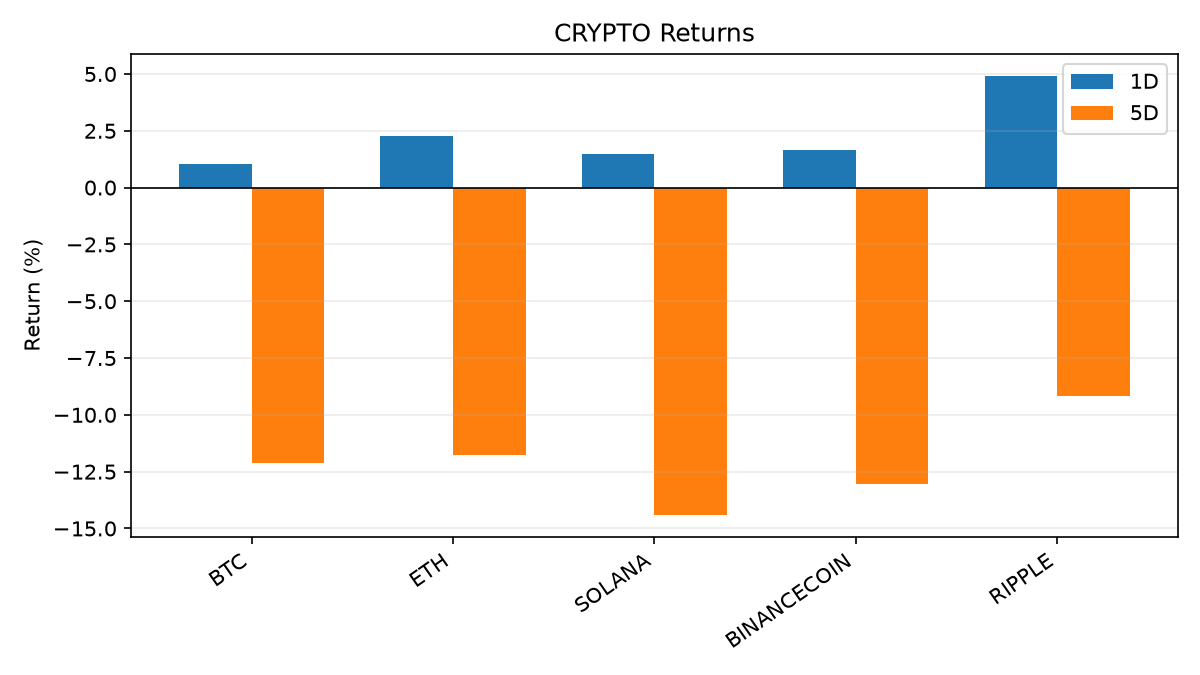 CRYPTO Returns
1D
5D
5.0
2.5
0.0
−2.5
−5.0
−7.5
−10.0
−12.5
−15.0
Return (%)
BTC
ETH
SOLANA
BINANCECOIN
RIPPLE